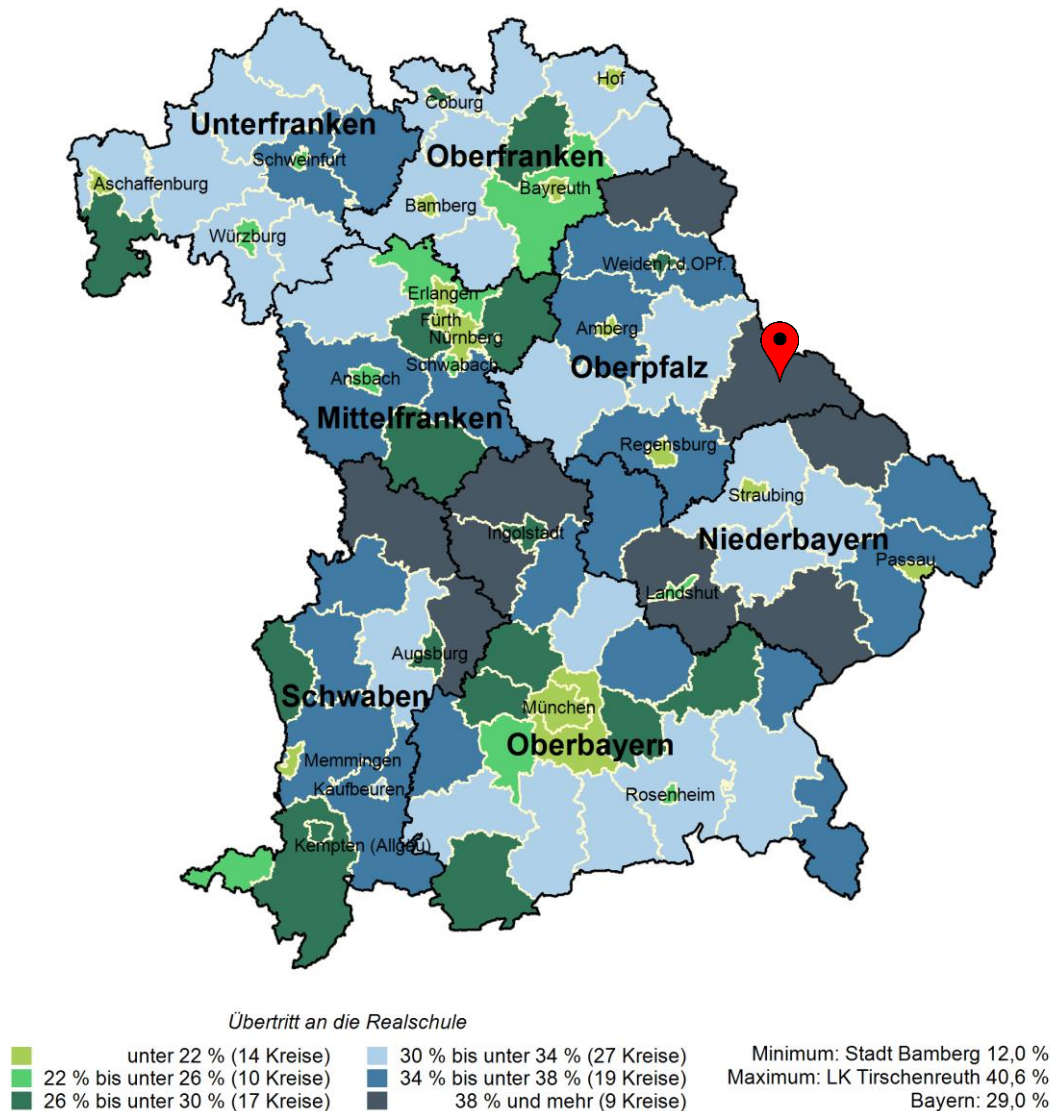 Hof
Coburg
Unterfranken
Schweinfurt
Oberfranken
Aschaffenburg
Bayreuth
Bamberg
Würzburg
Weiden i.d.OPf.
Erlangen
Fürth
Nürnberg
Amberg
Schwabach
Oberpfalz
Ansbach
Mittelfranken
Regensburg
Straubing
Ingolstadt
Niederbayern
Passau
Landshut
Augsburg
Schwaben
München
Oberbayern
Memmingen
Kaufbeuren
Rosenheim
Kempten (Allgäu)
Übertritt an die Realschule
unter 22 % (14 Kreise) 30 % bis unter 34 % (27 Kreise) Minimum: Stadt Bamberg 12,0 %
22 % bis unter 26 % (10 Kreise) 34 % bis unter 38 % (19 Kreise) Maximum: LK Tirschenreuth 40,6 %
26 % bis unter 30 % (17 Kreise) 38 % und mehr (9 Kreise) Bayern: 29,0 %